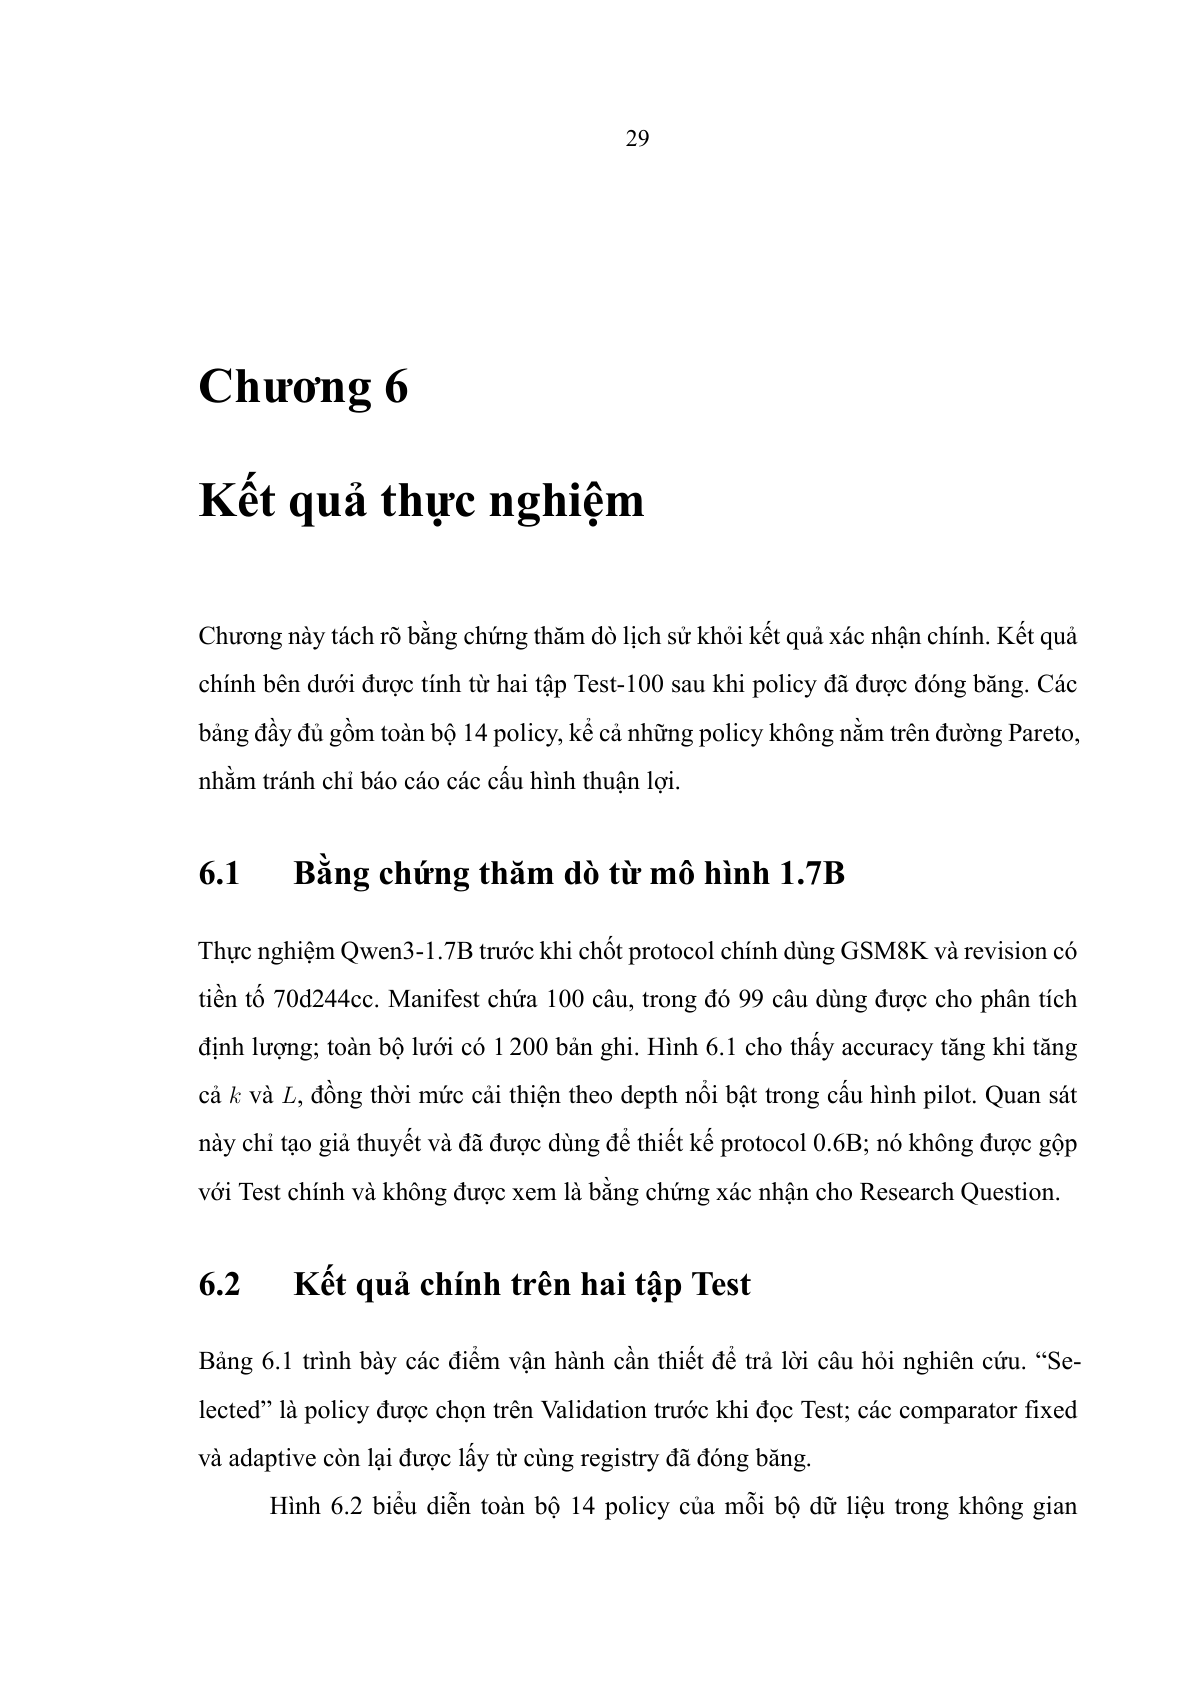 29
Chương 6
Kết quả thực nghiệm
Chương này tách rõ bằng chứng thăm dò lịch sử khỏi kết quả xác nhận chính. Kết quả
chính bên dưới được tính từ hai tập Test-100 sau khi policy đã được đóng băng. Các
bảng đầy đủ gồm toàn bộ 14 policy, kể cả những policy không nằm trên đường Pareto,
nhằm tránh chỉ báo cáo các cấu hình thuận lợi.
6.1 Bằng chứng thăm dò từ mô hình 1.7B
Thực nghiệm Qwen3-1.7B trước khi chốt protocol chính dùng GSM8K và revision có
tiền tố 70d244cc. Manifest chứa 100 câu, trong đó 99 câu dùng được cho phân tích
định lượng; toàn bộ lưới có 1 200 bản ghi. Hình 6.1 cho thấy accuracy tăng khi tăng
cả k và L, đồng thời mức cải thiện theo depth nổi bật trong cấu hình pilot. Quan sát
này chỉ tạo giả thuyết và đã được dùng để thiết kế protocol 0.6B; nó không được gộp
với Test chính và không được xem là bằng chứng xác nhận cho Research Question.
6.2 Kết quả chính trên hai tập Test
Bảng 6.1 trình bày các điểm vận hành cần thiết để trả lời câu hỏi nghiên cứu. “Se-
lected” là policy được chọn trên Validation trước khi đọc Test; các comparator fixed
và adaptive còn lại được lấy từ cùng registry đã đóng băng.
Hình 6.2 biểu diễn toàn bộ 14 policy của mỗi bộ dữ liệu trong không gian